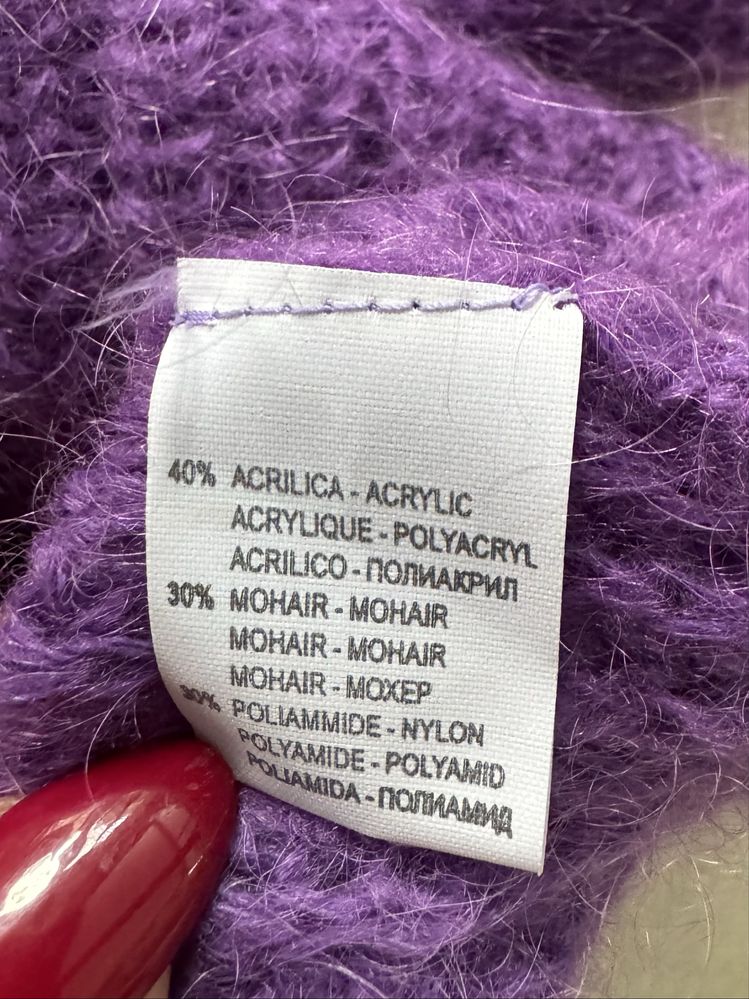 40% ACRILICA - ACRYLIC
ACRYLIQUE - POLYACRYL
ACRILICO - ПОЛИАКРИЛ
30% MOHAIR - MOHAIR
MOHAIR - MOHAIR
MOHAIR - МОХЕР
30% POLIAMMIDE - NYLON
POLYAMIDE - POLYAMID
POLIAMIDA - ПОЛИАМИД